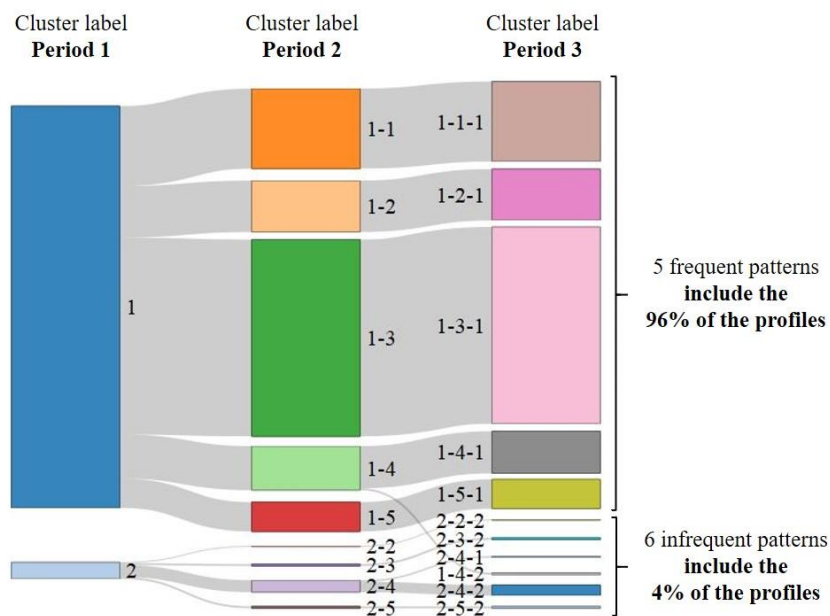 Cluster label
Period 1
Cluster label
Period 2
Cluster label
Period 3
1
2
1-1
1-2
1-3
1-4
1-5
2-2
2-3
2-4
2-5
1-1-1
1-2-1
1-3-1
1-4-1
1-5-1
2-2-2
2-3-2
2-4-1
1-4-2
2-4-2
2-5-2
5 frequent patterns
include the
96% of the profiles
6 infrequent patterns
include the
4% of the profiles